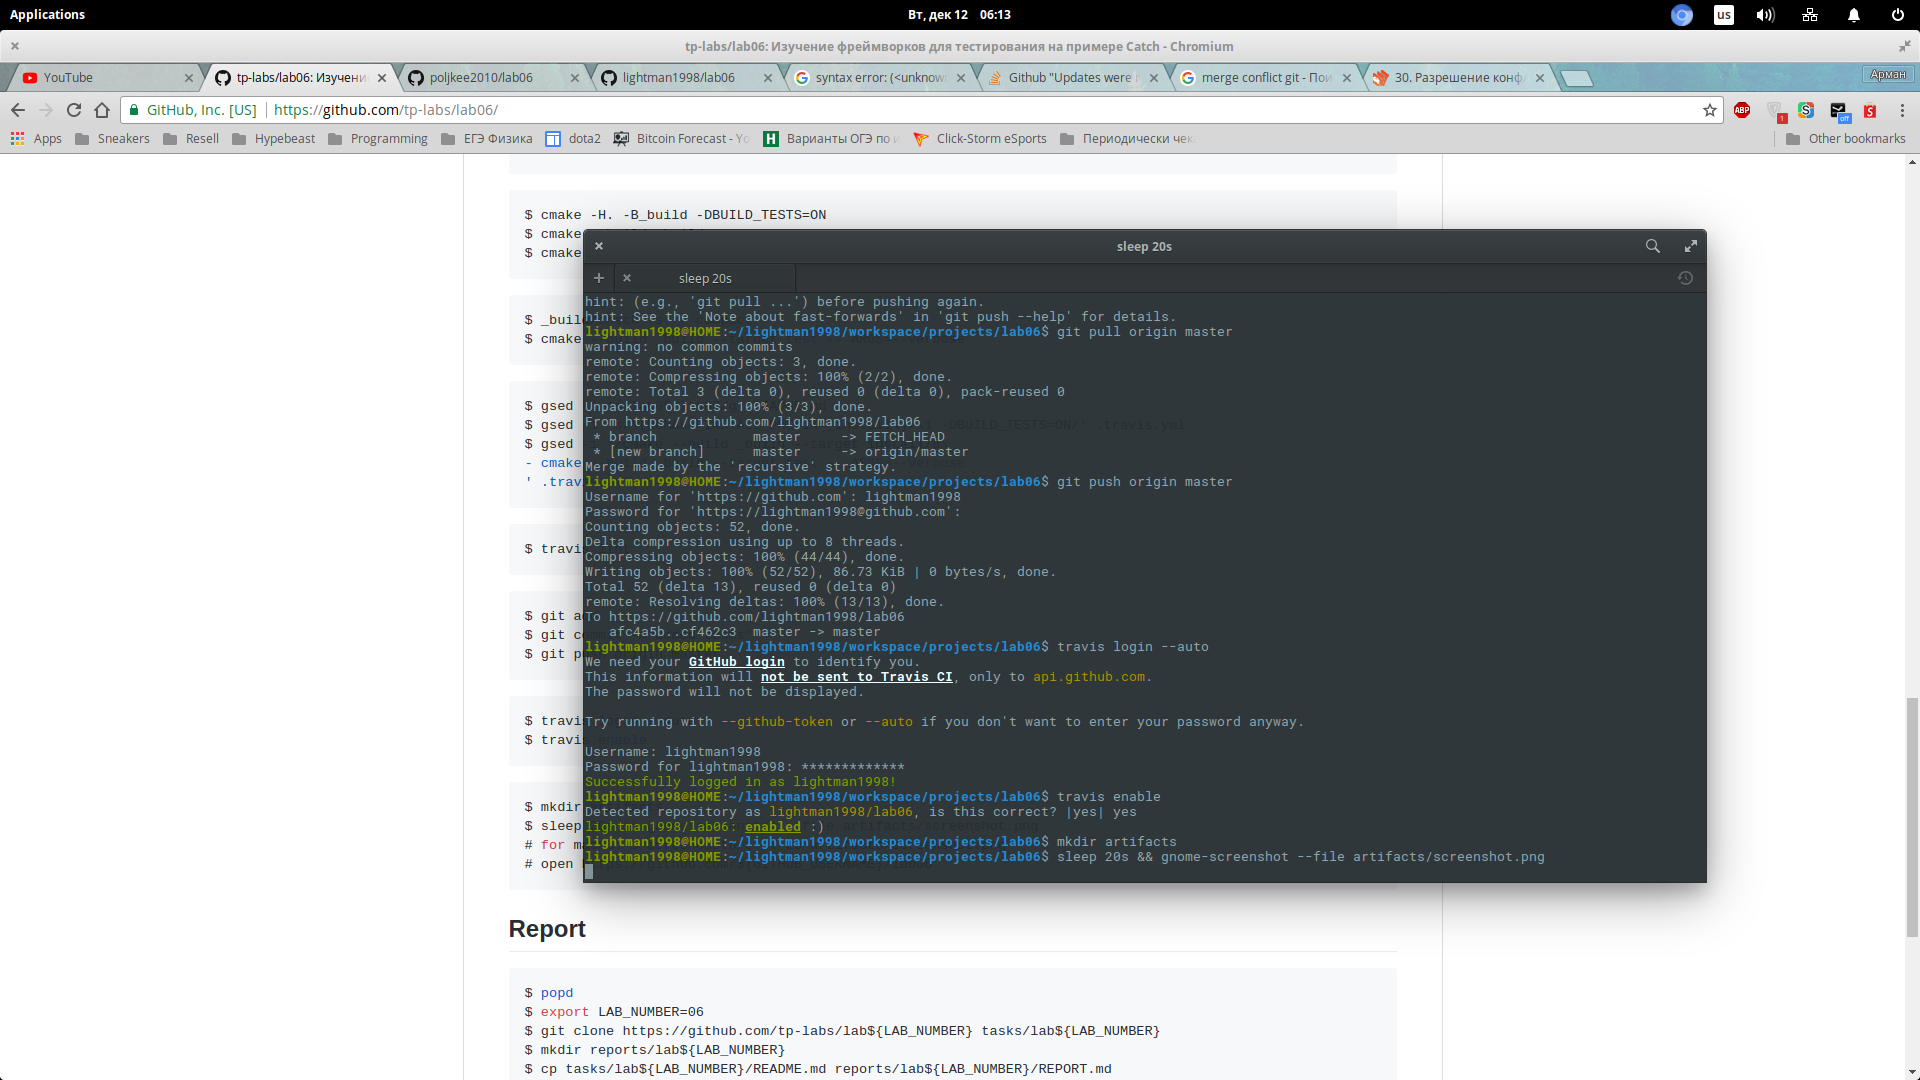 Applications
Вт, дек 12 06:13
us
tp-labs/lab06: Изучение фреймворков для тестирования на примере Catch - Chromium
YouTube
tp-labs/lab06: Изучени
poljkee2010/lab06
lightman1998/lab06
syntax error: (<unknow
Github "Updates were
merge conflict git - Пои
30. Разрешение конф
Арман
GitHub, Inc. [US]
https://github.com/tp-labs/lab06/
ABP
1
off
Apps
Sneakers
Resell
Hypebeast
Programming
ЕГЭ Физика
dota2
Bitcoin Forecast - Yo
Варианты ОГЭ по и
Click-Storm eSports
Периодически чек
Other bookmarks
$ cmake -H. -B_build -DBUILD_TESTS=ON
$ cmake
$ cmake
$ _buil
$ cmake
$ gsed
$ gsed
$ gsed
- cmake
' .trav
$ travi
$ git a
$ git c
$ git p
$ travi
$ travi
$ mkdir
$ sleep
# for m
# open
sleep 20s
sleep 20s
hint: (e.g., 'git pull ...') before pushing again.
hint: See the 'Note about fast-forwards' in 'git push --help' for details.
lightman1998@HOME:~/lightman1998/workspace/projects/lab06$ git pull origin master
warning: no common commits
remote: Counting objects: 3, done.
remote: Compressing objects: 100% (2/2), done.
remote: Total 3 (delta 0), reused 0 (delta 0), pack-reused 0
Unpacking objects: 100% (3/3), done.
From https://github.com/lightman1998/lab06
 * branch            master     -> FETCH_HEAD
 * [new branch]      master     -> origin/master
Merge made by the 'recursive' strategy.
lightman1998@HOME:~/lightman1998/workspace/projects/lab06$ git push origin master
Username for 'https://github.com': lightman1998
Password for 'https://lightman1998@github.com':
Counting objects: 52, done.
Delta compression using up to 8 threads.
Compressing objects: 100% (44/44), done.
Writing objects: 100% (52/52), 86.73 KiB | 0 bytes/s, done.
Total 52 (delta 13), reused 0 (delta 0)
remote: Resolving deltas: 100% (13/13), done.
To https://github.com/lightman1998/lab06
   afc4a5b..cf462c3  master -> master
lightman1998@HOME:~/lightman1998/workspace/projects/lab06$ travis login --auto
We need your GitHub login to identify you.
This information will not be sent to Travis CI, only to api.github.com.
The password will not be displayed.
Try running with --github-token or --auto if you don't want to enter your password anyway.
Username: lightman1998
Password for lightman1998: *************
Successfully logged in as lightman1998!
lightman1998@HOME:~/lightman1998/workspace/projects/lab06$ travis enable
Detected repository as lightman1998/lab06, is this correct? |yes| yes
lightman1998/lab06: enabled :)
lightman1998@HOME:~/lightman1998/workspace/projects/lab06$ mkdir artifacts
lightman1998@HOME:~/lightman1998/workspace/projects/lab06$ sleep 20s && gnome-screenshot --file artifacts/screenshot.png
Report
$ popd
$ export LAB_NUMBER=06
$ git clone https://github.com/tp-labs/lab${LAB_NUMBER} tasks/lab${LAB_NUMBER}
$ mkdir reports/lab${LAB_NUMBER}
$ cp tasks/lab${LAB_NUMBER}/README.md reports/lab${LAB_NUMBER}/REPORT.md